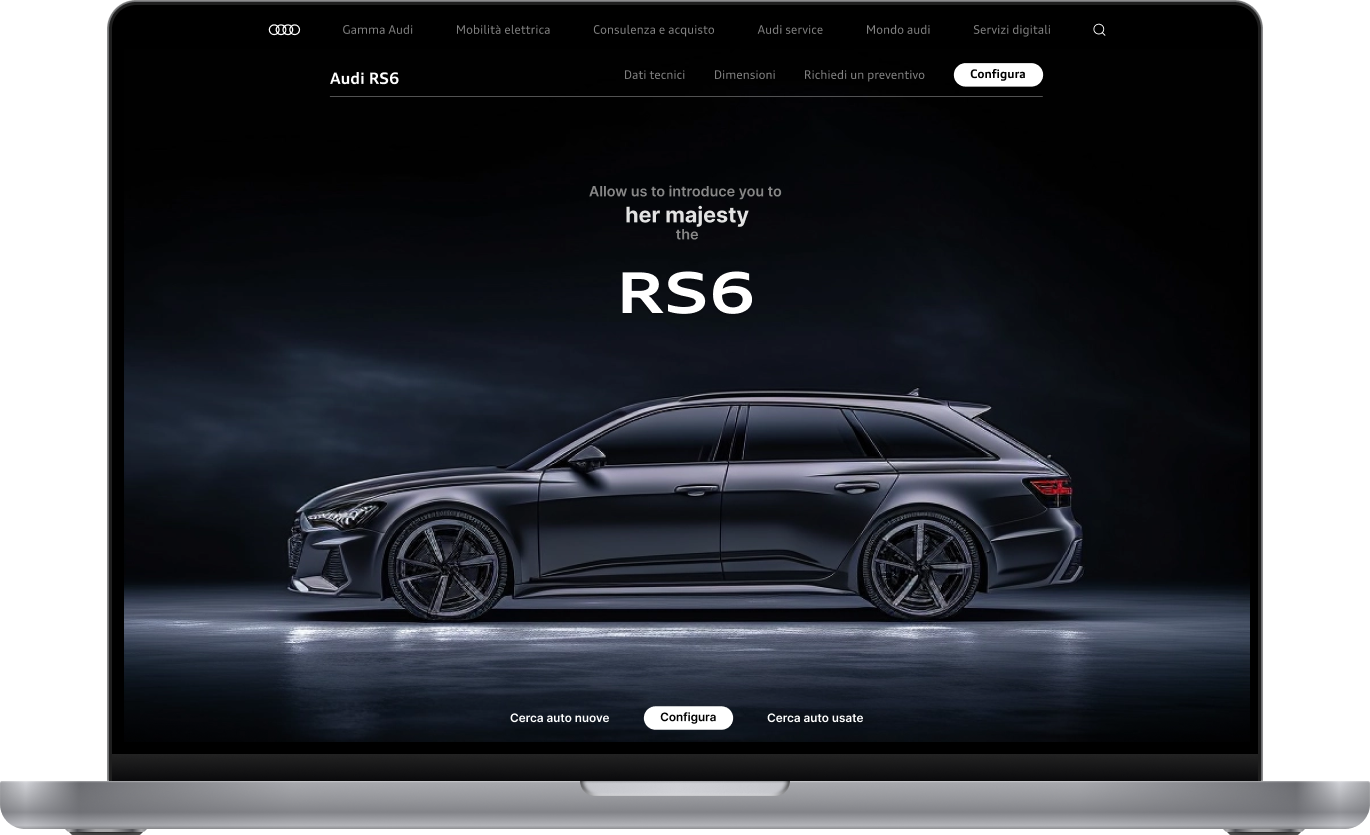 Gamma Audi Mobilità elettrica Consulenza e acquisto Audi service Mondo audi Servizi digitali
Audi RS6 Dati tecnici Dimensioni Richiedi un preventivo Configura
Allow us to introduce you to
her majesty
the
RS6
Cerca auto nuove Configura Cerca auto usate